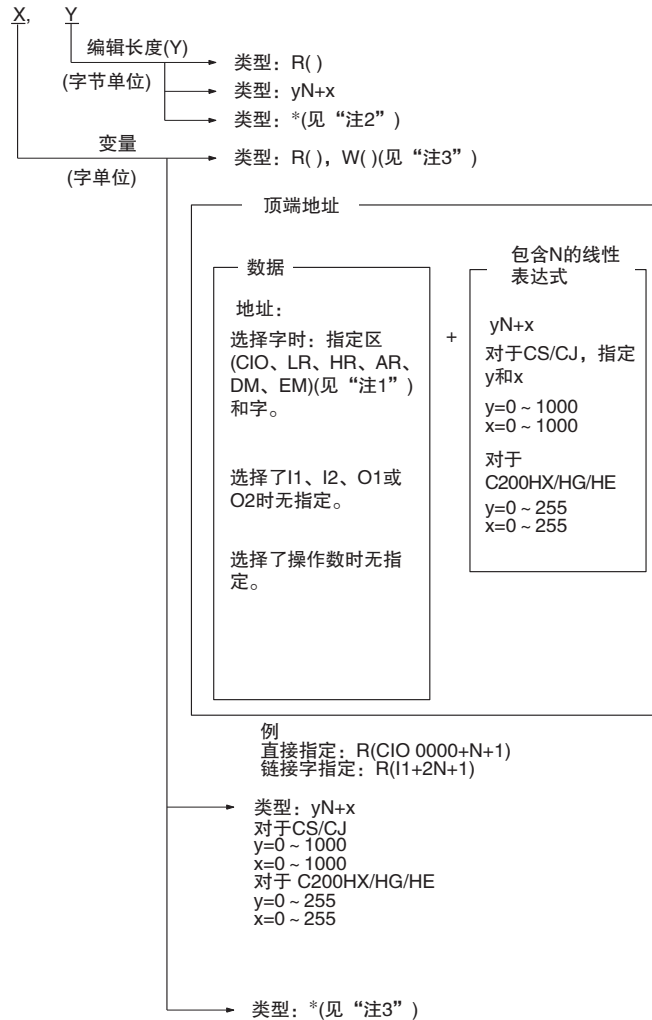 X, Y
编辑长度(Y)
(字节单位)
类型：R( )
类型：yN+x
类型：*(见“注2”)
变量
(字单位)
类型：R( )，W( )(见“注3”)
顶端地址
数据
地址：
选择字时：指定区
(CIO、LR、HR、AR、
DM、EM)(见“注1”)
和字。
选择了I1、I2、O1或
O2时无指定。
选择了操作数时无指
定。
+
包含N的线性
表达式
yN+x
对于CS/CJ，指定
y和x
y=0 ~ 1000
x=0 ~ 1000
对于
C200HX/HG/HE
y=0 ~ 255
x=0 ~ 255
例
直接指定：R(CIO 0000+N+1)
链接字指定：R(I1+2N+1)
类型：yN+x
对于CS/CJ
y=0 ~ 1000
x=0 ~ 1000
对于 C200HX/HG/HE
y=0 ~ 255
x=0 ~ 255
类型：*(见“注3”)